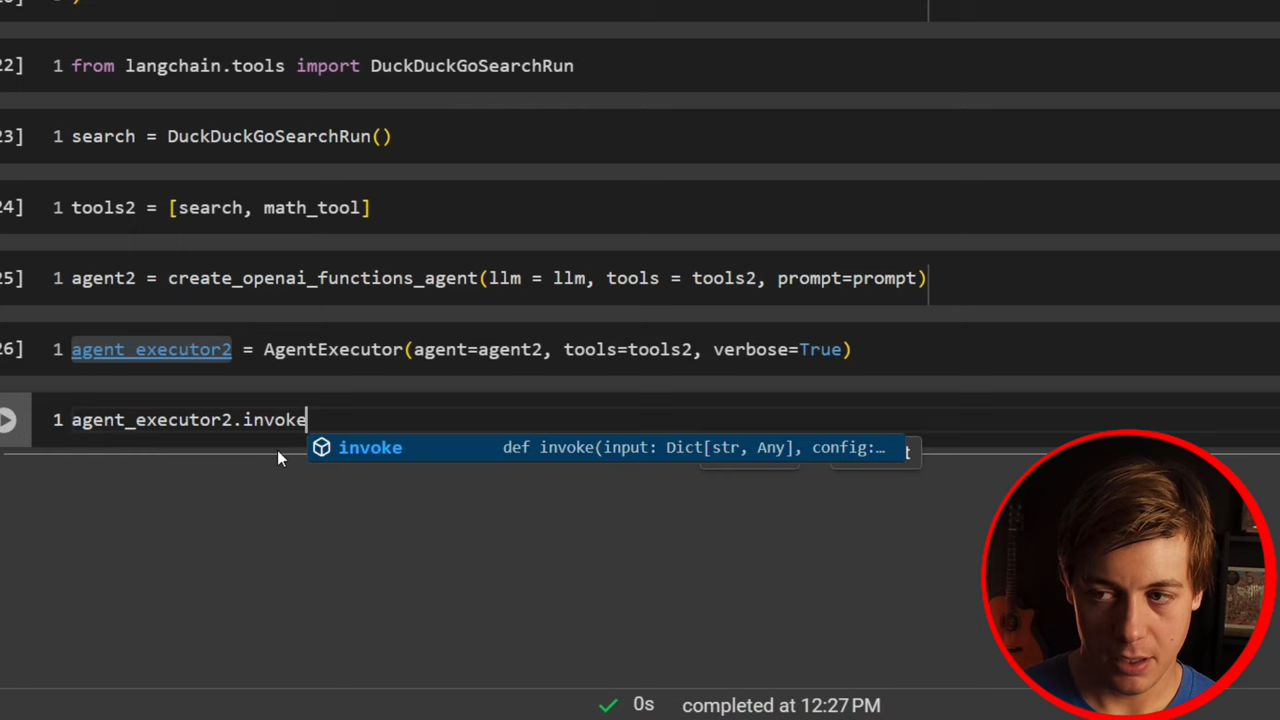 22] 1 from langchain.tools import DuckDuckGoSearchRun
23] 1 search = DuckDuckGoSearchRun()
24] 1 tools2 = [search, math_tool]
25] 1 agent2 = create_openai_functions_agent(llm = llm, tools = tools2, prompt=prompt)
26] 1 agent_executor2 = AgentExecutor(agent=agent2, tools=tools2, verbose=True)
1 agent_executor2.invoke
invoke def invoke(input: Dict[str, Any], config:…
0s completed at 12:27 PM